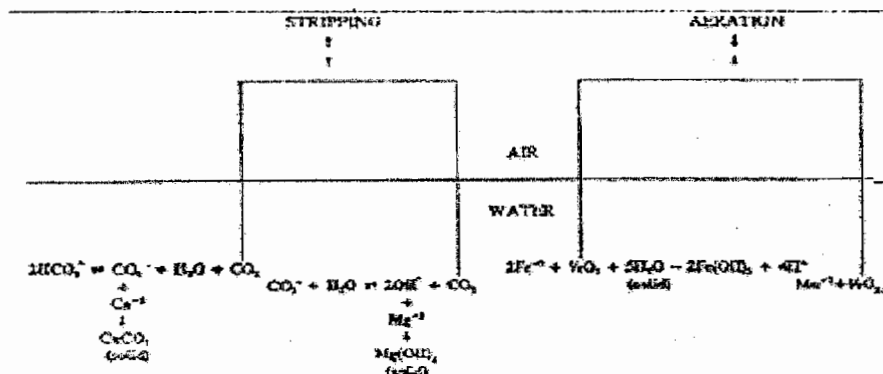 STRIPPING
AERATION
AIR
WATER
2HCO₃⁻ ⇌ CO₃⁻ + H₂O + CO₂
+
Ca⁺²
↓
CaCO₃
(solid)
CO₃⁻ + H₂O ⇌ 2OH⁻ + CO₂
+
Mg⁺²
↓
Mg(OH)₂
(solid)
2Fe⁺² + ½O₂ + 5H₂O → 2Fe(OH)₃ + 4H⁺
(solid)
Mn⁺² + ½O₂